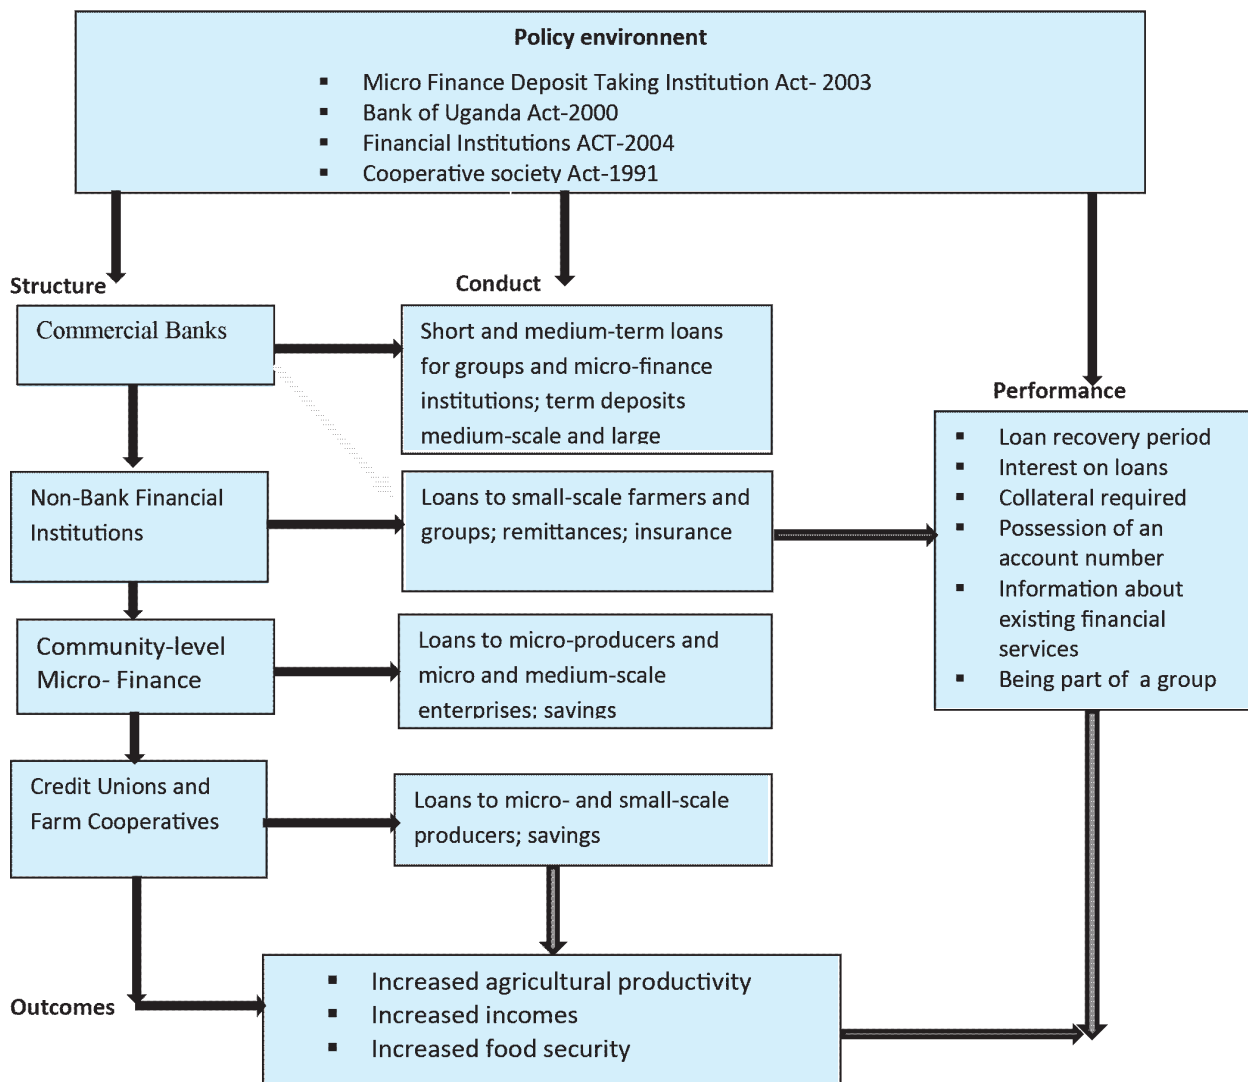 Policy environnent
▪ Micro Finance Deposit Taking Institution Act- 2003
▪ Bank of Uganda Act-2000
▪ Financial Institutions ACT-2004
▪ Cooperative society Act-1991
Structure
Conduct
Commercial Banks
Short and medium-term loans
for groups and micro-finance
institutions; term deposits
medium-scale and large
Performance
▪ Loan recovery period
▪ Interest on loans
▪ Collateral required
▪ Possession of an
account number
▪ Information about
existing financial
services
▪ Being part of a group
Non-Bank Financial
Institutions
Loans to small-scale farmers and
groups; remittances; insurance
Community-level
Micro- Finance
Loans to micro-producers and
micro and medium-scale
enterprises; savings
Credit Unions and
Farm Cooperatives
Loans to micro- and small-scale
producers; savings
Outcomes
▪ Increased agricultural productivity
▪ Increased incomes
▪ Increased food security